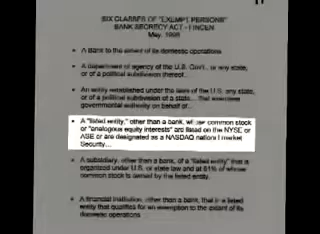 SIX CLASSES OF "EXEMPT PERSONS"
BANK SECRECY ACT - FINCEN
May, 1998
• A Bank to the extent of its domestic operations
• A department or agency of the U.S. Govt., or any state,
or of a political subdivision thereof...
• An entity established under the laws of the U.S. any state,
or of a political subdivision of a state... that exercises
governmental authority on behalf of...
• A "listed entity," other than a bank, whose common stock
or "analogous equity interests" are listed on the NYSE or
ASE or are designated as a NASDAQ national market
Security...
• A subsidiary, other than a bank, of a "listed entity" that is
organized under U.S. or state law and at 51% of whose
common stock is owned by the listed entity.
• A financial institution, other than a bank, that is a listed
entity that qualifies for an exemption to the extent of its
domestic operations